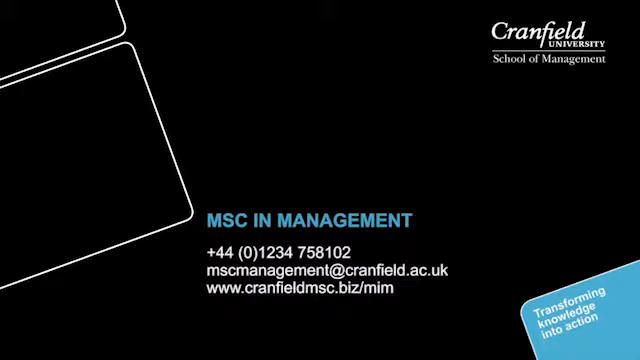 Cranfield
UNIVERSITY
School of Management
MSC IN MANAGEMENT
+44 (0)1234 758102
mscmanagement@cranfield.ac.uk
www.cranfieldmsc.biz/mim
Transforming
knowledge
into action